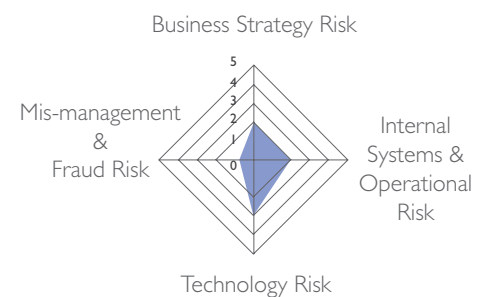 Business Strategy Risk
5
4
3
2
1
0
Mis-management
&
Fraud Risk
Internal
Systems &
Operational
Risk
Technology Risk